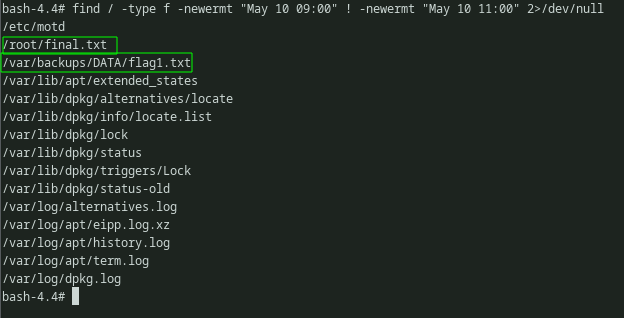 bash-4.4# find / -type f -newermt "May 10 09:00" ! -newermt "May 10 11:00" 2>/dev/null
/etc/motd
/root/final.txt
/var/backups/DATA/flag1.txt
/var/lib/apt/extended_states
/var/lib/dpkg/alternatives/locate
/var/lib/dpkg/info/locate.list
/var/lib/dpkg/lock
/var/lib/dpkg/status
/var/lib/dpkg/triggers/Lock
/var/lib/dpkg/status-old
/var/log/alternatives.log
/var/log/apt/eipp.log.xz
/var/log/apt/history.log
/var/log/apt/term.log
/var/log/dpkg.log
bash-4.4#